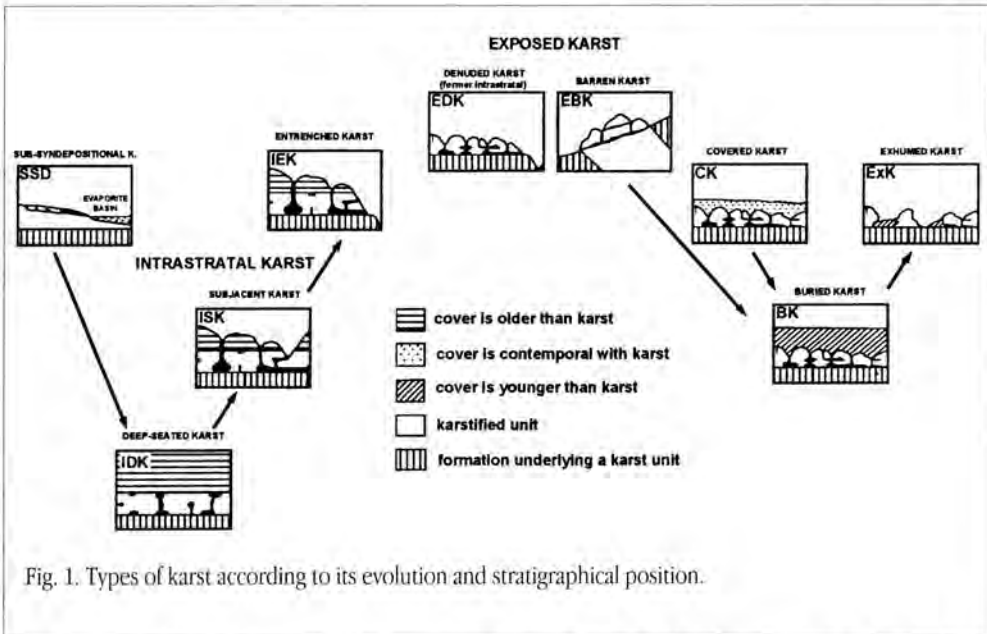 EXPOSED KARST
DENUDED KARST
(former intrastratal)
EDK
BARREN KARST
EBK
ENTRENCHED KARST
IEK
SUB-SYNDEPOSITIONAL K.
SSD
EVAPORITE
BASIN
COVERED KARST
CK
EXHUMED KARST
ExK
INTRASTRATAL KARST
SUBJACENT KARST
ISK
BURIED KARST
BK
cover is older than karst
cover is contemporal with karst
cover is younger than karst
karstified unit
formation underlying a karst unit
DEEP-SEATED KARST
IDK
Fig. 1. Types of karst according to its evolution and stratigraphical position.